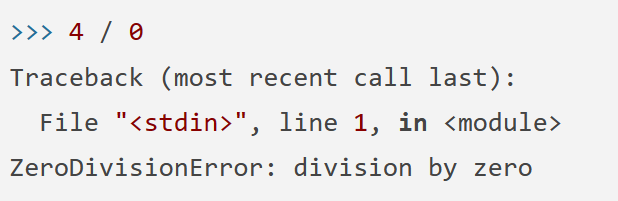 >>> 4 / 0
Traceback (most recent call last):
  File "<stdin>", line 1, in <module>
ZeroDivisionError: division by zero